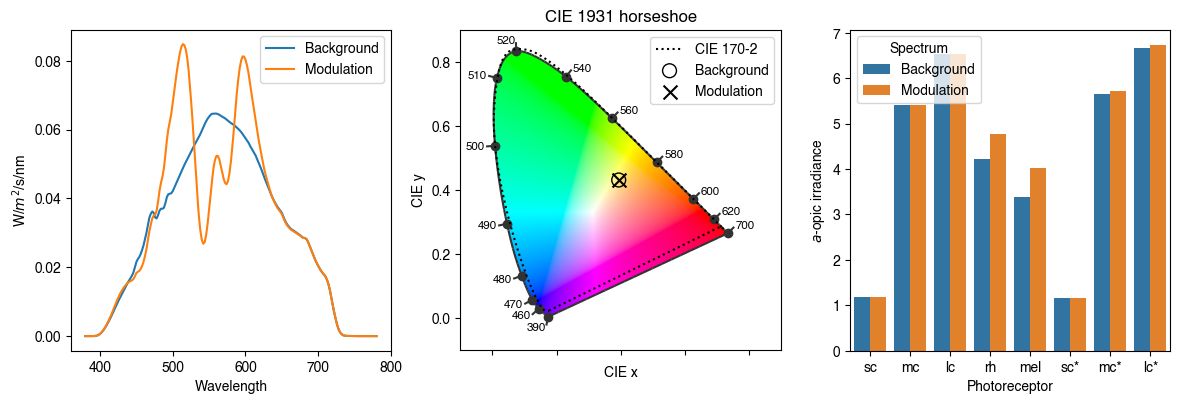 Background
Modulation
W/m²/s/nm
0.08
0.06
0.04
0.02
0.00
400
500
600
700
800
Wavelength
CIE 1931 horseshoe
CIE 170-2
Background
Modulation
CIE y
0.8
0.6
0.4
0.2
0.0
520
540
510
560
500
580
600
620
700
490
480
470
460
390
CIE x
Spectrum
Background
Modulation
a-opic irradiance
7
6
5
4
3
2
1
0
sc
mc
lc
rh
mel
sc*
mc*
lc*
Photoreceptor